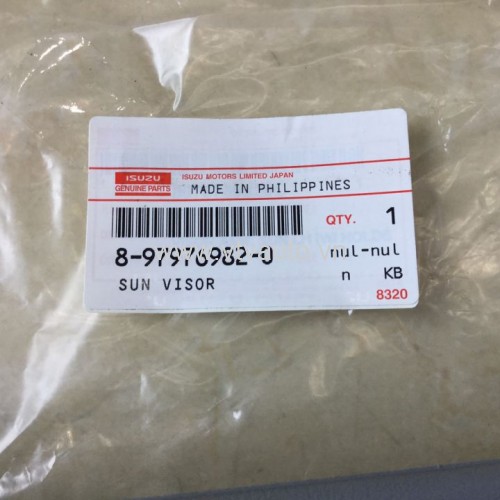 ISUZU
GENUINE PARTS
ISUZU MOTORS LIMITED JAPAN
MADE IN PHILIPPINES
QTY. 1
8-97970982-0 nul-nul
SUN VISOR n KB
8320